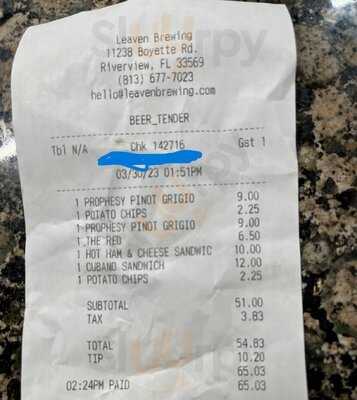 Leaven Brewing
11238 Boyette Rd.
Riverview, FL 33569
(813) 677-7023
hello@leavenbrewing.com
BEER_TENDER
Tbl N/A Chk 142716 Gst 1
03/30/23 01:51PM
1 PROPHESY PINOT GRIGIO 9.00
1 POTATO CHIPS 2.25
1 PROPHESY PINOT GRIGIO 9.00
1 THE RED 6.50
1 HOT HAM & CHEESE SANDWIC 10.00
1 CUBANO SANDWICH 12.00
1 POTATO CHIPS 2.25
SUBTOTAL 51.00
TAX 3.83
TOTAL 54.83
TIP 10.20
65.03
02:24PM PAID 65.03